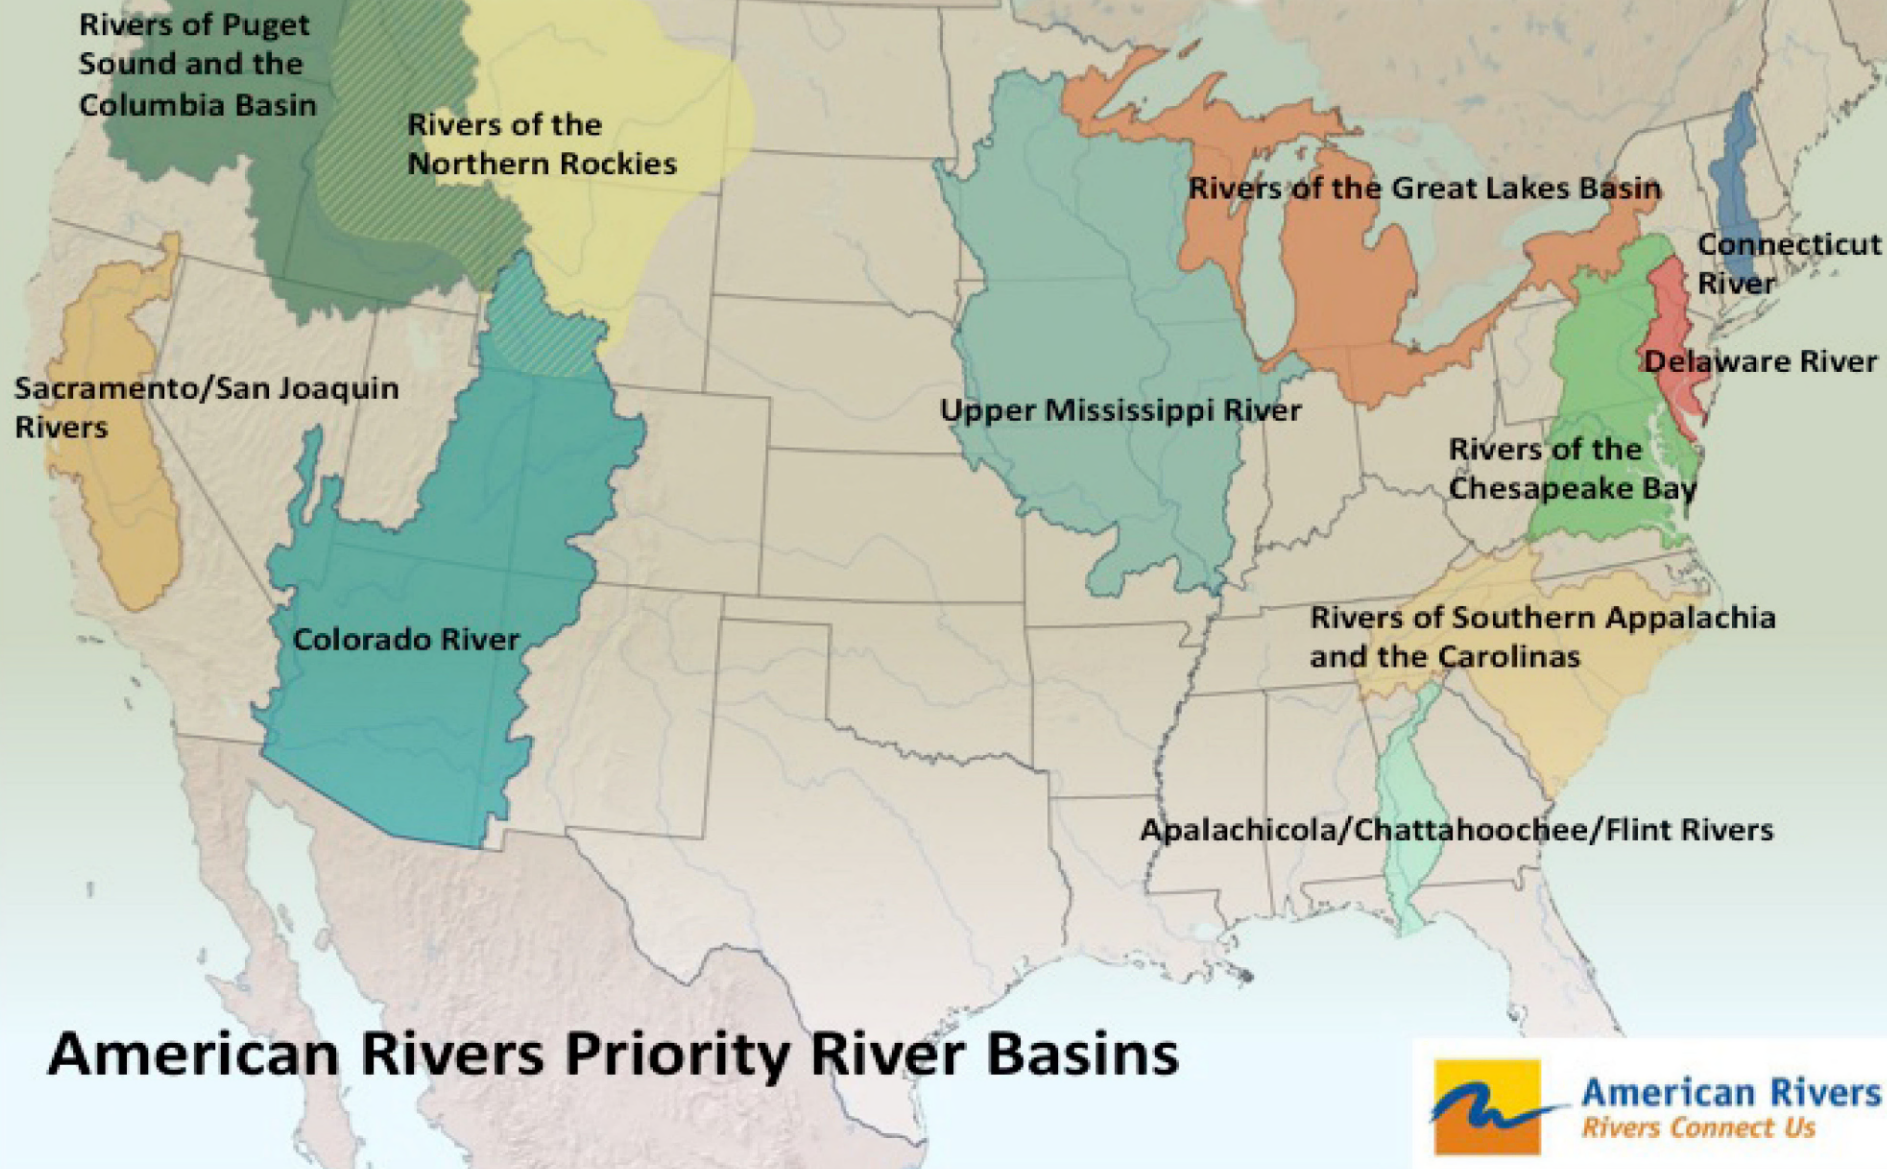 Rivers of Puget
Sound and the
Columbia Basin
Rivers of the
Northern Rockies
Rivers of the Great Lakes Basin
Connecticut
River
Sacramento/San Joaquin
Rivers
Upper Mississippi River
Delaware River
Rivers of the
Chesapeake Bay
Colorado River
Rivers of Southern Appalachia
and the Carolinas
Apalachicola/Chattahoochee/Flint Rivers
American Rivers Priority River Basins
American Rivers
Rivers Connect Us